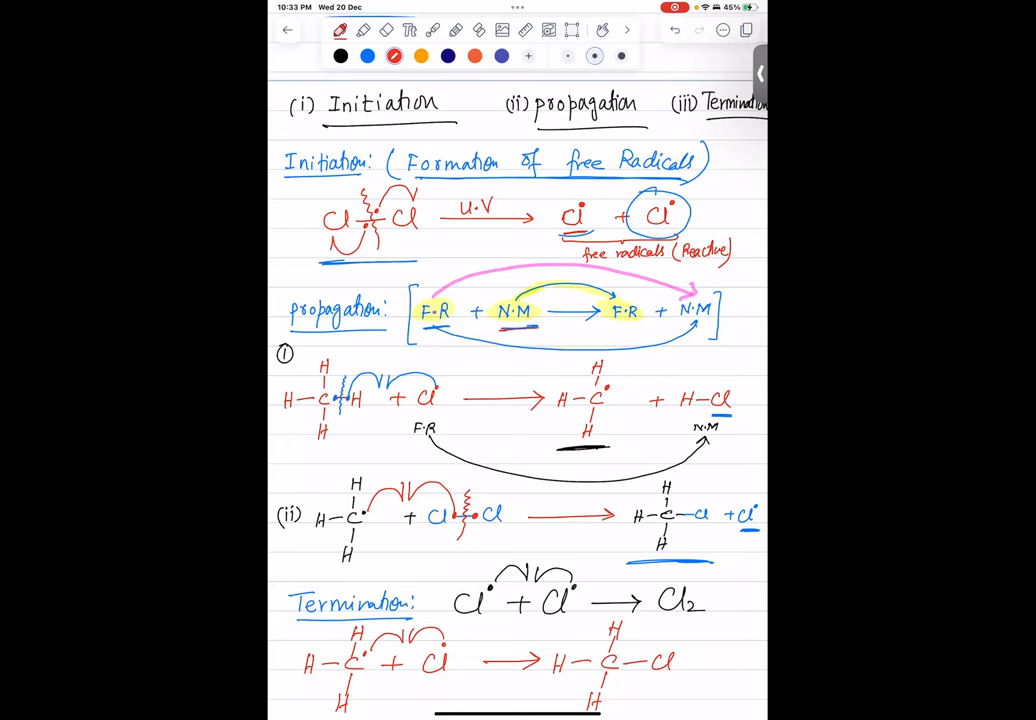 10:33 PM Wed 20 Dec
45%
(i) Initiation (ii) propagation (iii) Termination
Initiation: (Formation of free Radicals)
Cl Cl U.V Cl• + Cl•
free radicals (Reactive)
propagation: [F.R + N.M → F.R + N.M]
①
H H
H-C-H + Cl• → H-C• + H-Cl
H H
F.R N.M
H H
(ii) H-C• + Cl-Cl → H-C-Cl + Cl•
H H
Termination: Cl• + Cl• → Cl2
H H
H-C• + Cl• → H-C-Cl
H H